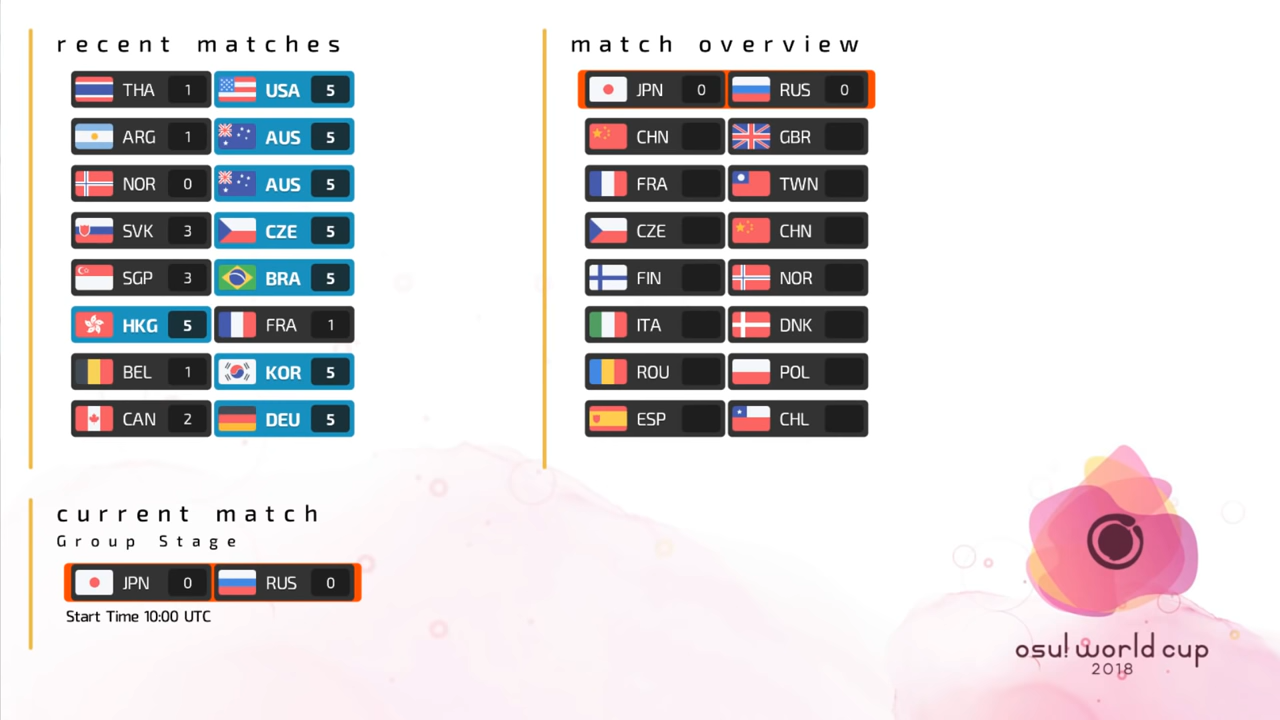 recent matches
THA 1 USA 5
ARG 1 AUS 5
NOR 0 AUS 5
SVK 3 CZE 5
SGP 3 BRA 5
HKG 5 FRA 1
BEL 1 KOR 5
CAN 2 DEU 5
match overview
JPN 0 RUS 0
CHN GBR
FRA TWN
CZE CHN
FIN NOR
ITA DNK
ROU POL
ESP CHL
current match
Group Stage
JPN 0 RUS 0
Start Time 10:00 UTC
osu! world cup
2018